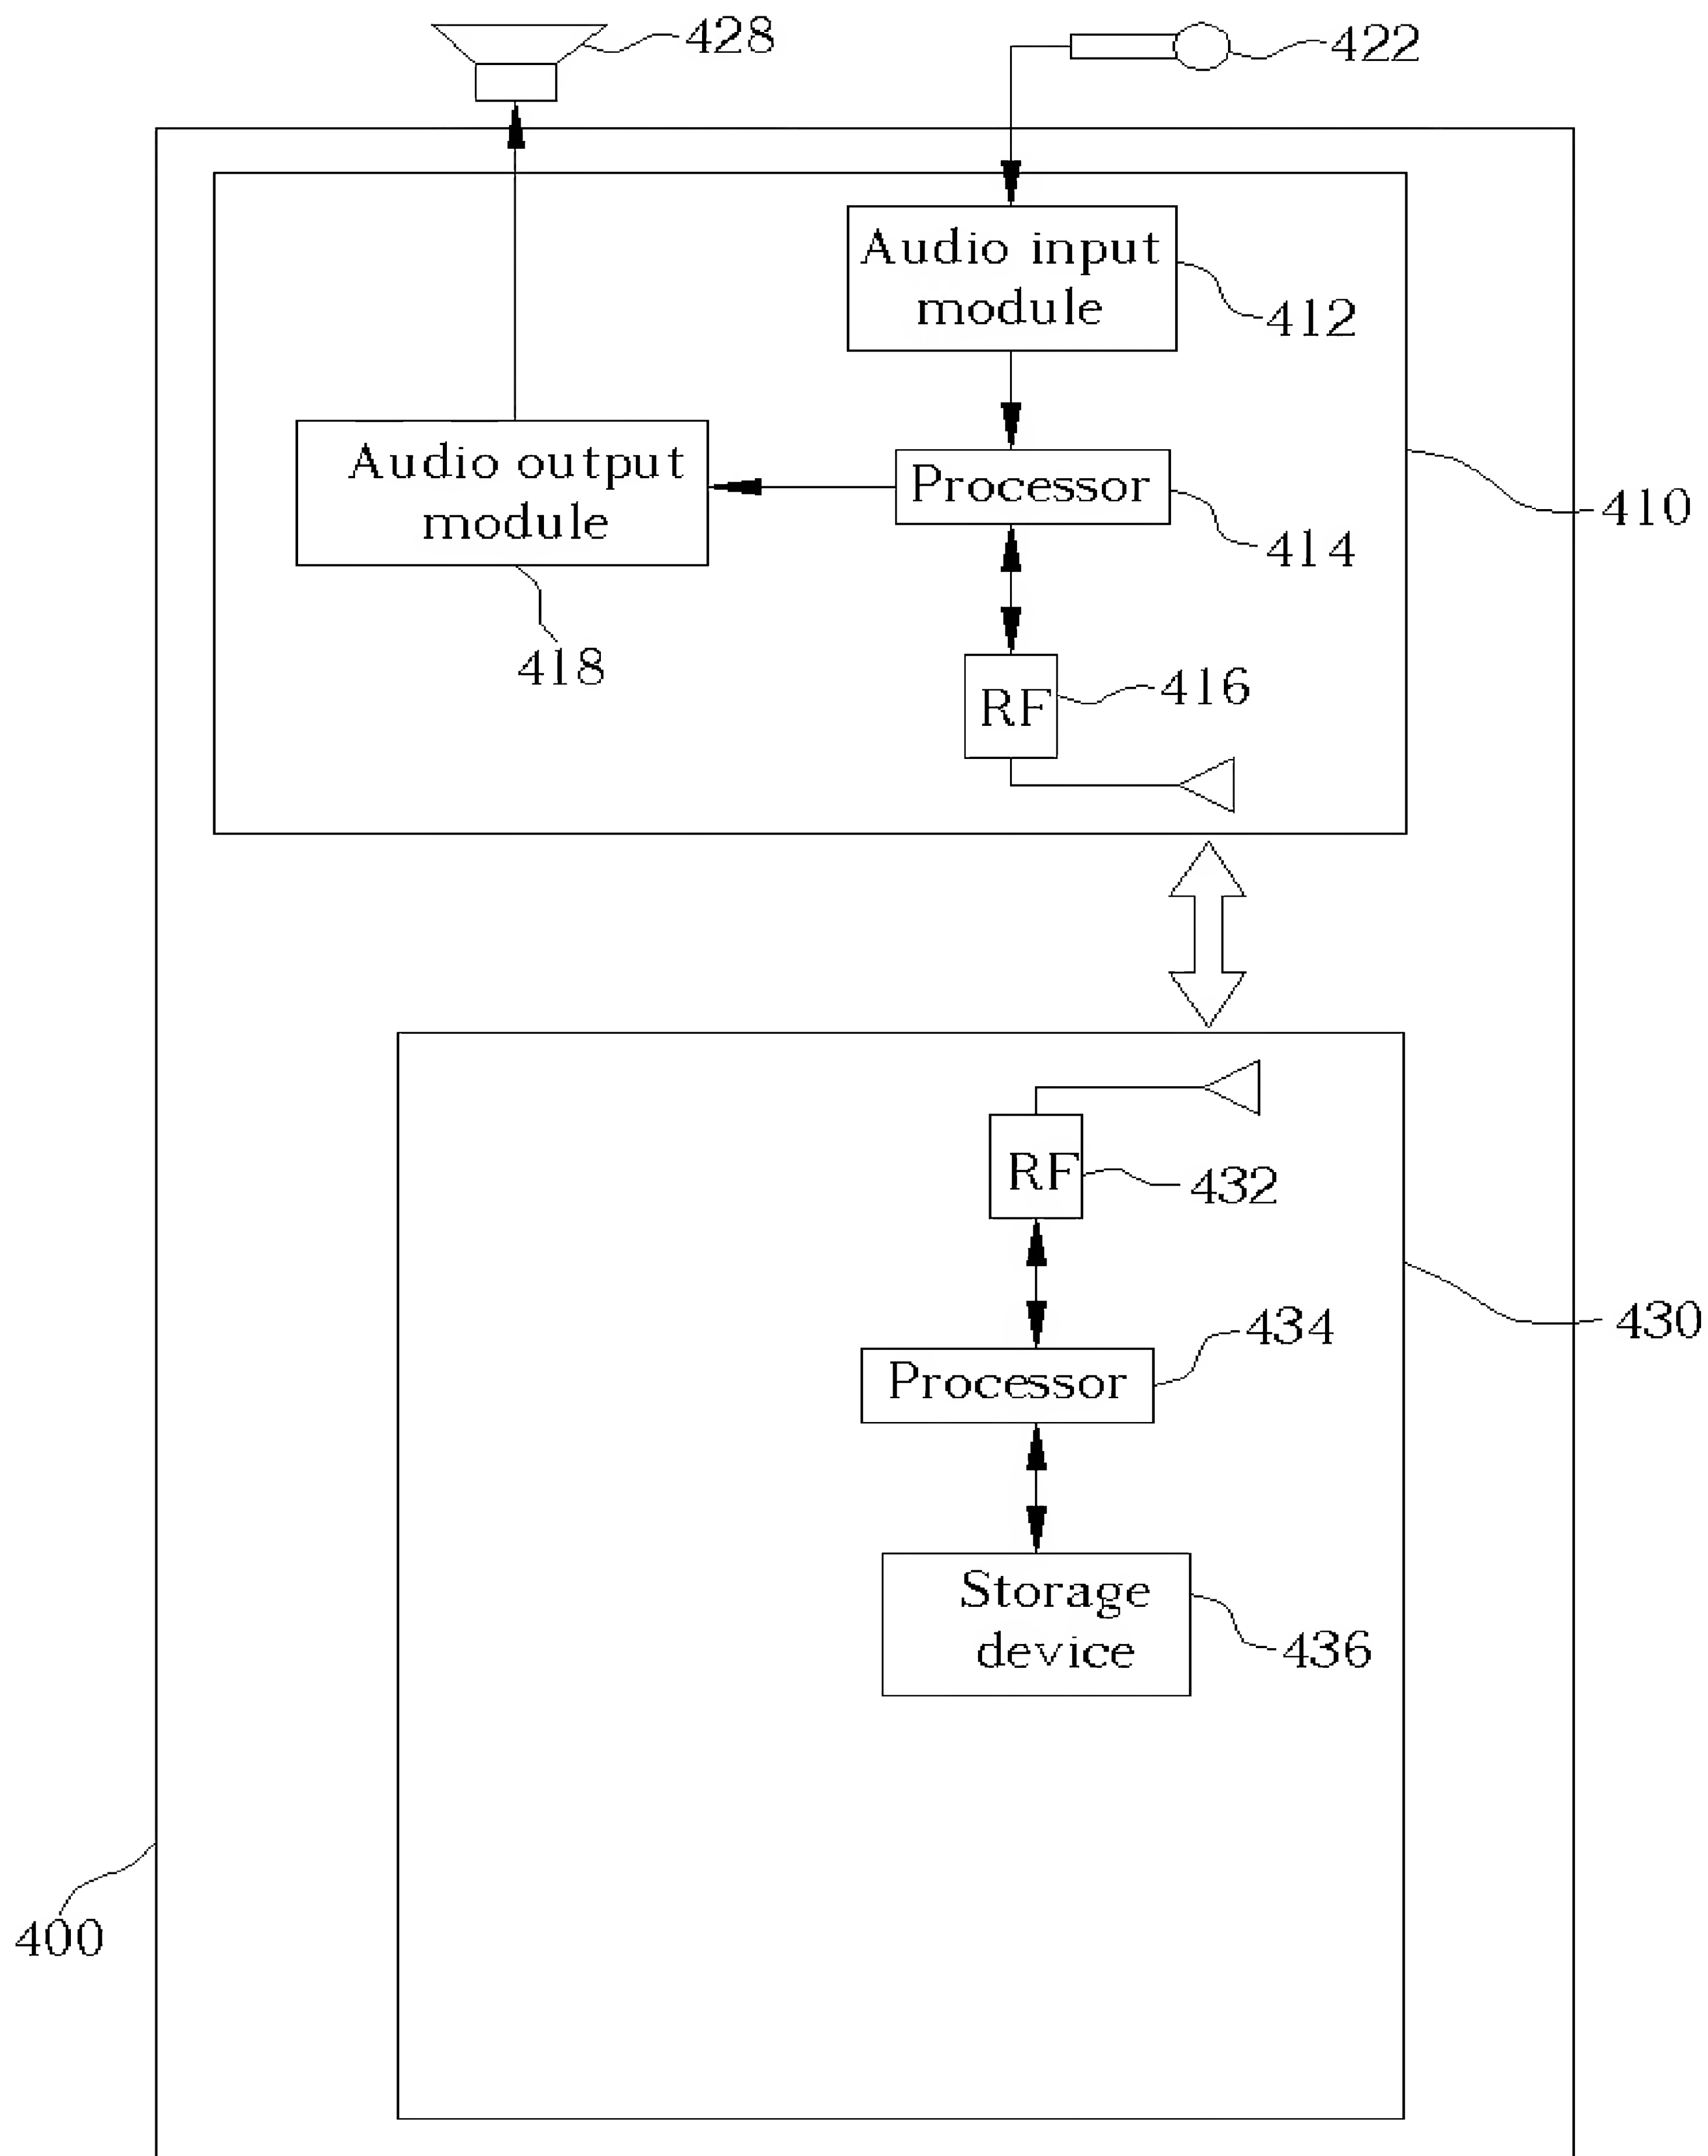 428
422
Audio input
module
412
Audio output
module
Processor
410
414
418
RF
416
RF
432
430
434
Processor
Storage
device
436
400